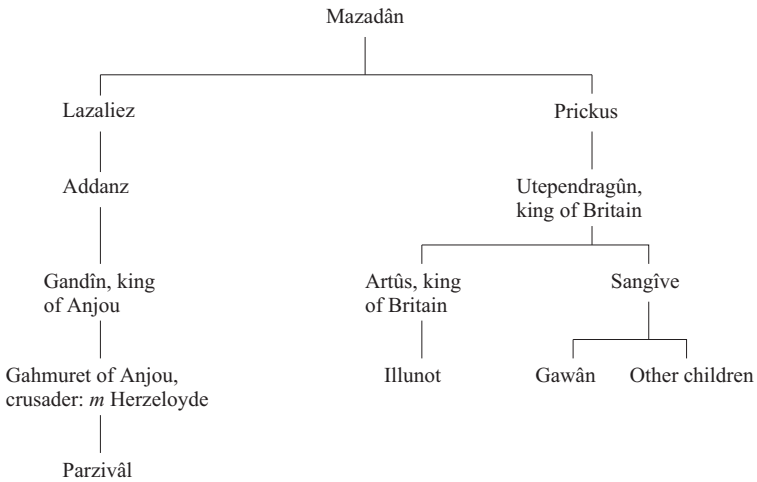 Mazadân
Lazaliez
Prickus
Addanz
Utependragûn,
king of Britain
Gandîn, king
of Anjou
Artûs, king
of Britain
Sangîve
Gahmuret of Anjou,
crusader: m Herzeloyde
Illunot
Gawân
Other children
Parzivâl